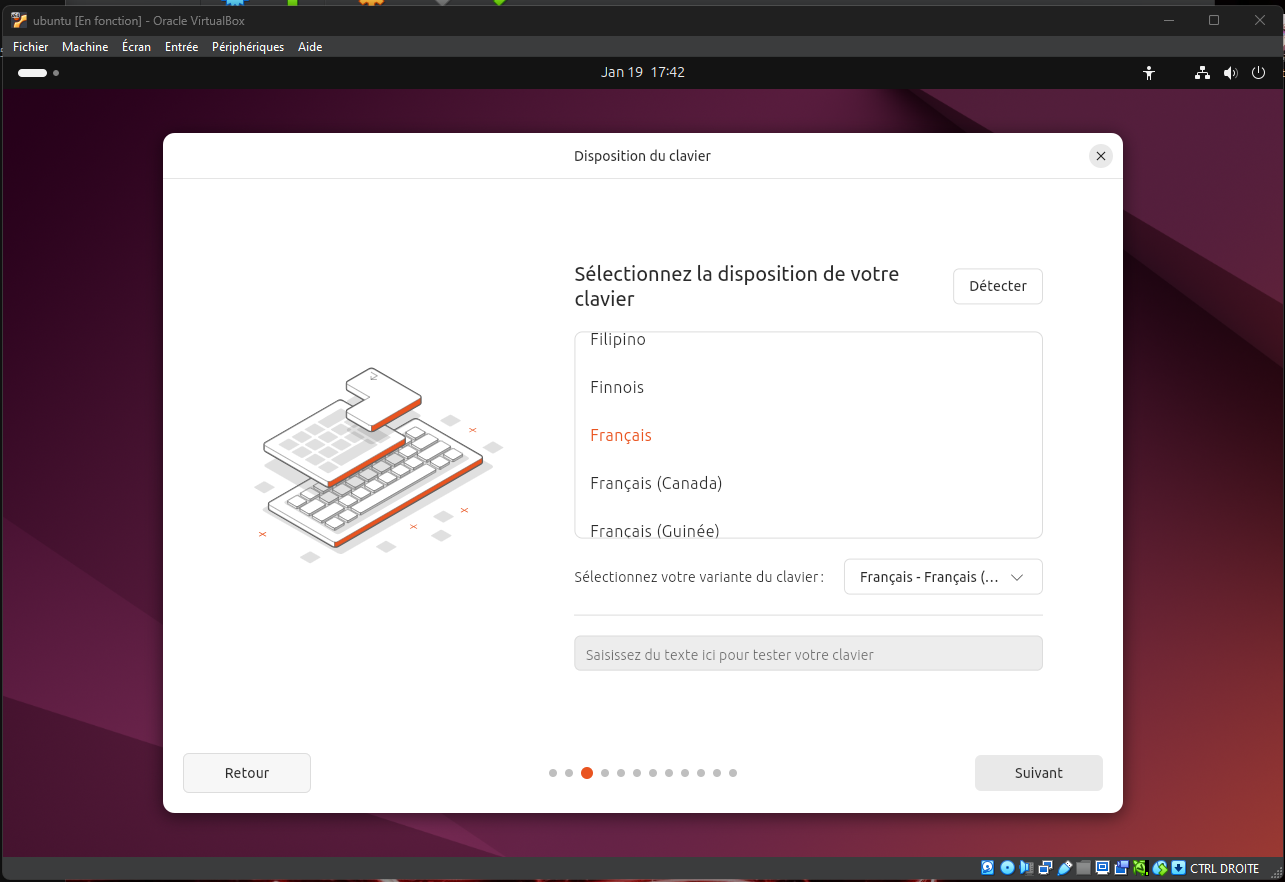 ubuntu [En fonction] - Oracle VirtualBox
Fichier Machine Écran Entrée Périphériques Aide
Jan 19 17:42
Disposition du clavier
Sélectionnez la disposition de votre
clavier
Détecter
Filipino
Finnois
Français
Français (Canada)
Français (Guinée)
Sélectionnez votre variante du clavier :
Français - Français (...
Saisissez du texte ici pour tester votre clavier
Retour
Suivant
CTRL DROITE